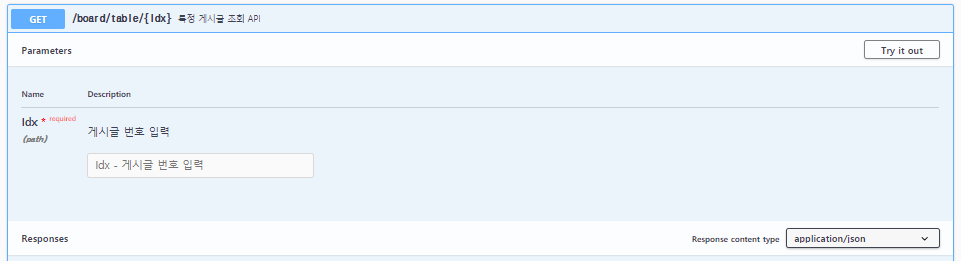 GET /board/table/{Idx} 특정 게시글 조회 API
Parameters Try it out
Name Description
Idx * required
(path)
게시글 번호 입력
Idx - 게시글 번호 입력
Responses Response content type application/json